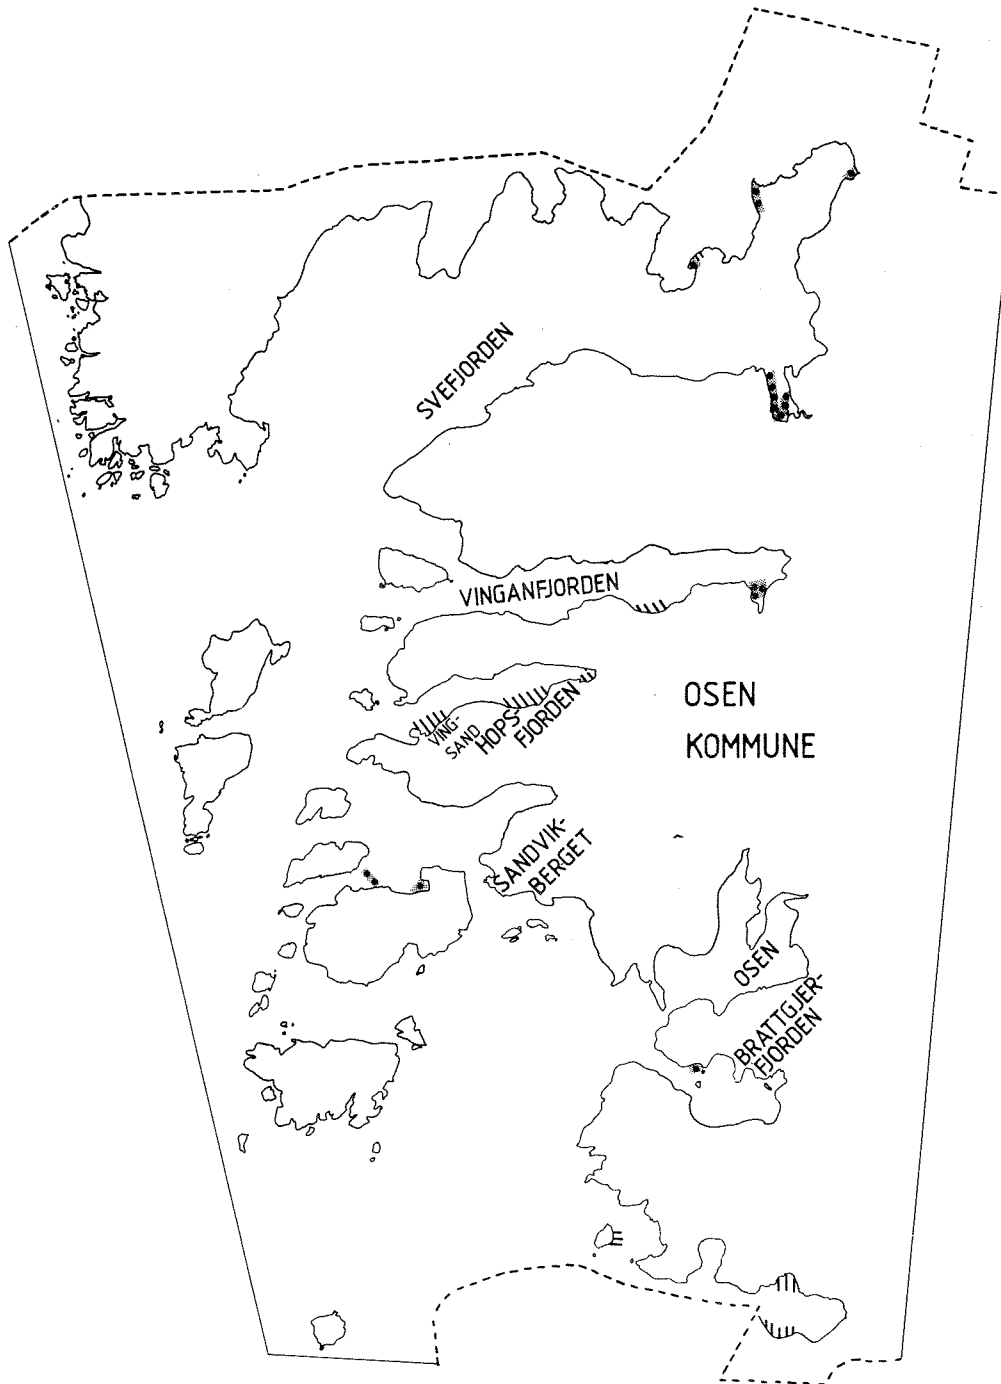 SVEFJORDEN
VINGANFJORDEN
OSEN
KOMMUNE
VING-
SAND
HOPS-
FJORDEN
SANDVIK-
BERGET
OSEN
BRATTGJER-
FJORDEN